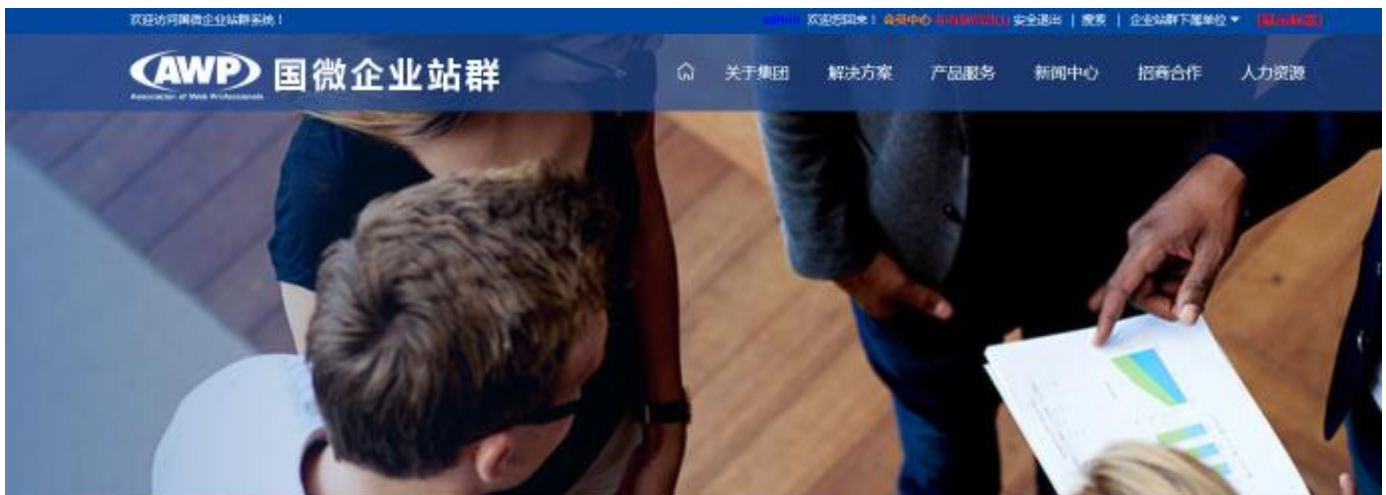 欢迎访问国微企业站群系统！
admin 欢迎您回来！ 会员中心 安全退出 | 搜索 | 企业站群下属单位
AWP 国微企业站群
Association of Web Professionals
关于集团 解决方案 产品服务 新闻中心 招商合作 人力资源